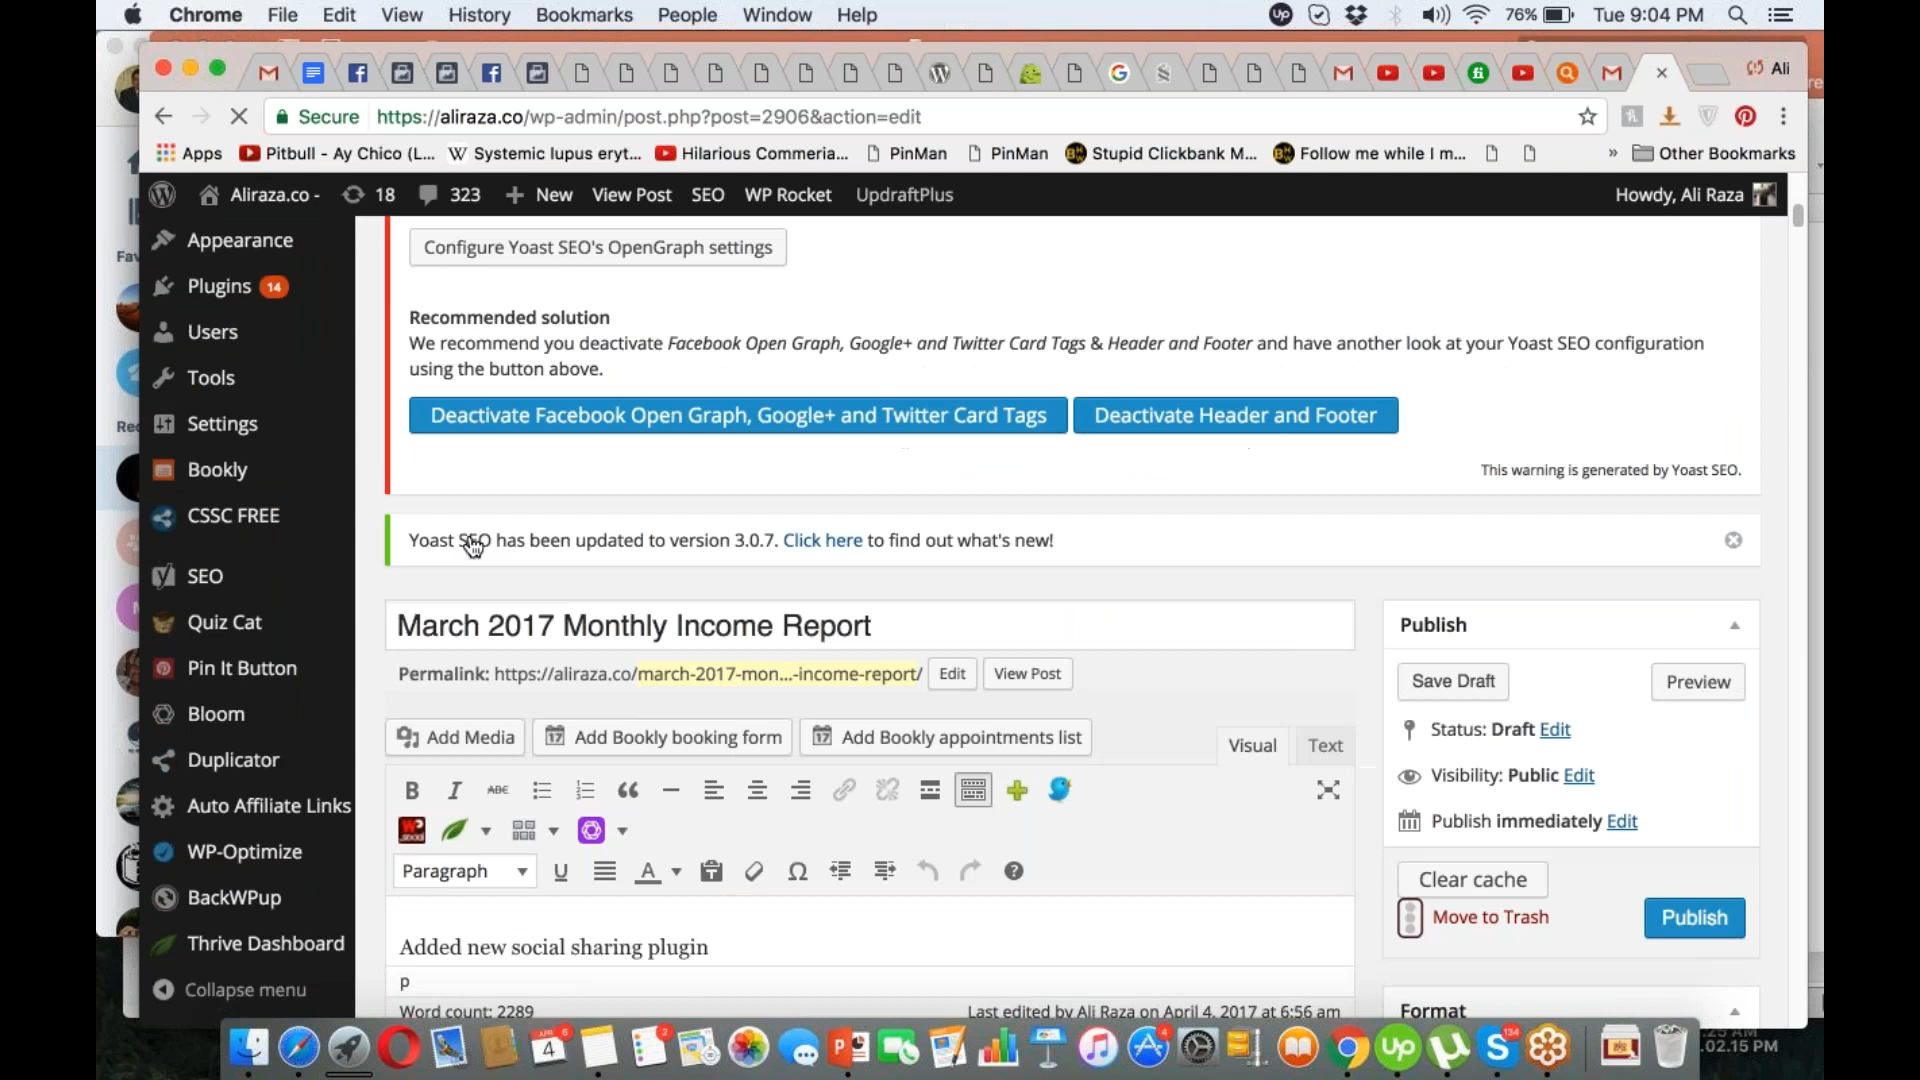 Chrome File Edit View History Bookmarks People Window Help 76% Tue 9:04 PM
Ali
Secure https://aliraza.co/wp-admin/post.php?post=2906&action=edit
Apps Pitbull - Ay Chico (L... Systemic lupus eryt... Hilarious Commeria... PinMan PinMan Stupid Clickbank M... Follow me while I m... » Other Bookmarks
Aliraza.co - 18 323 New View Post SEO WP Rocket UpdraftPlus Howdy, Ali Raza
Appearance
Plugins 14
Users
Tools
Settings
Bookly
CSSC FREE
SEO
Quiz Cat
Pin It Button
Bloom
Duplicator
Auto Affiliate Links
WP-Optimize
BackWPup
Thrive Dashboard
Collapse menu
Configure Yoast SEO's OpenGraph settings
Recommended solution
We recommend you deactivate Facebook Open Graph, Google+ and Twitter Card Tags & Header and Footer and have another look at your Yoast SEO configuration
using the button above.
Deactivate Facebook Open Graph, Google+ and Twitter Card Tags Deactivate Header and Footer
This warning is generated by Yoast SEO.
Yoast SEO has been updated to version 3.0.7. Click here to find out what's new!
March 2017 Monthly Income Report
Permalink: https://aliraza.co/march-2017-mon...-income-report/ Edit View Post
Add Media Add Bookly booking form Add Bookly appointments list
Visual Text
B I ABE
Paragraph U A
Added new social sharing plugin
p
Word count: 2289 Last edited by Ali Raza on April 4, 2017 at 6:56 am
Publish
Save Draft Preview
Status: Draft Edit
Visibility: Public Edit
Publish immediately Edit
Clear cache
Move to Trash Publish
Format
Fav
Rec
.02.15 PM